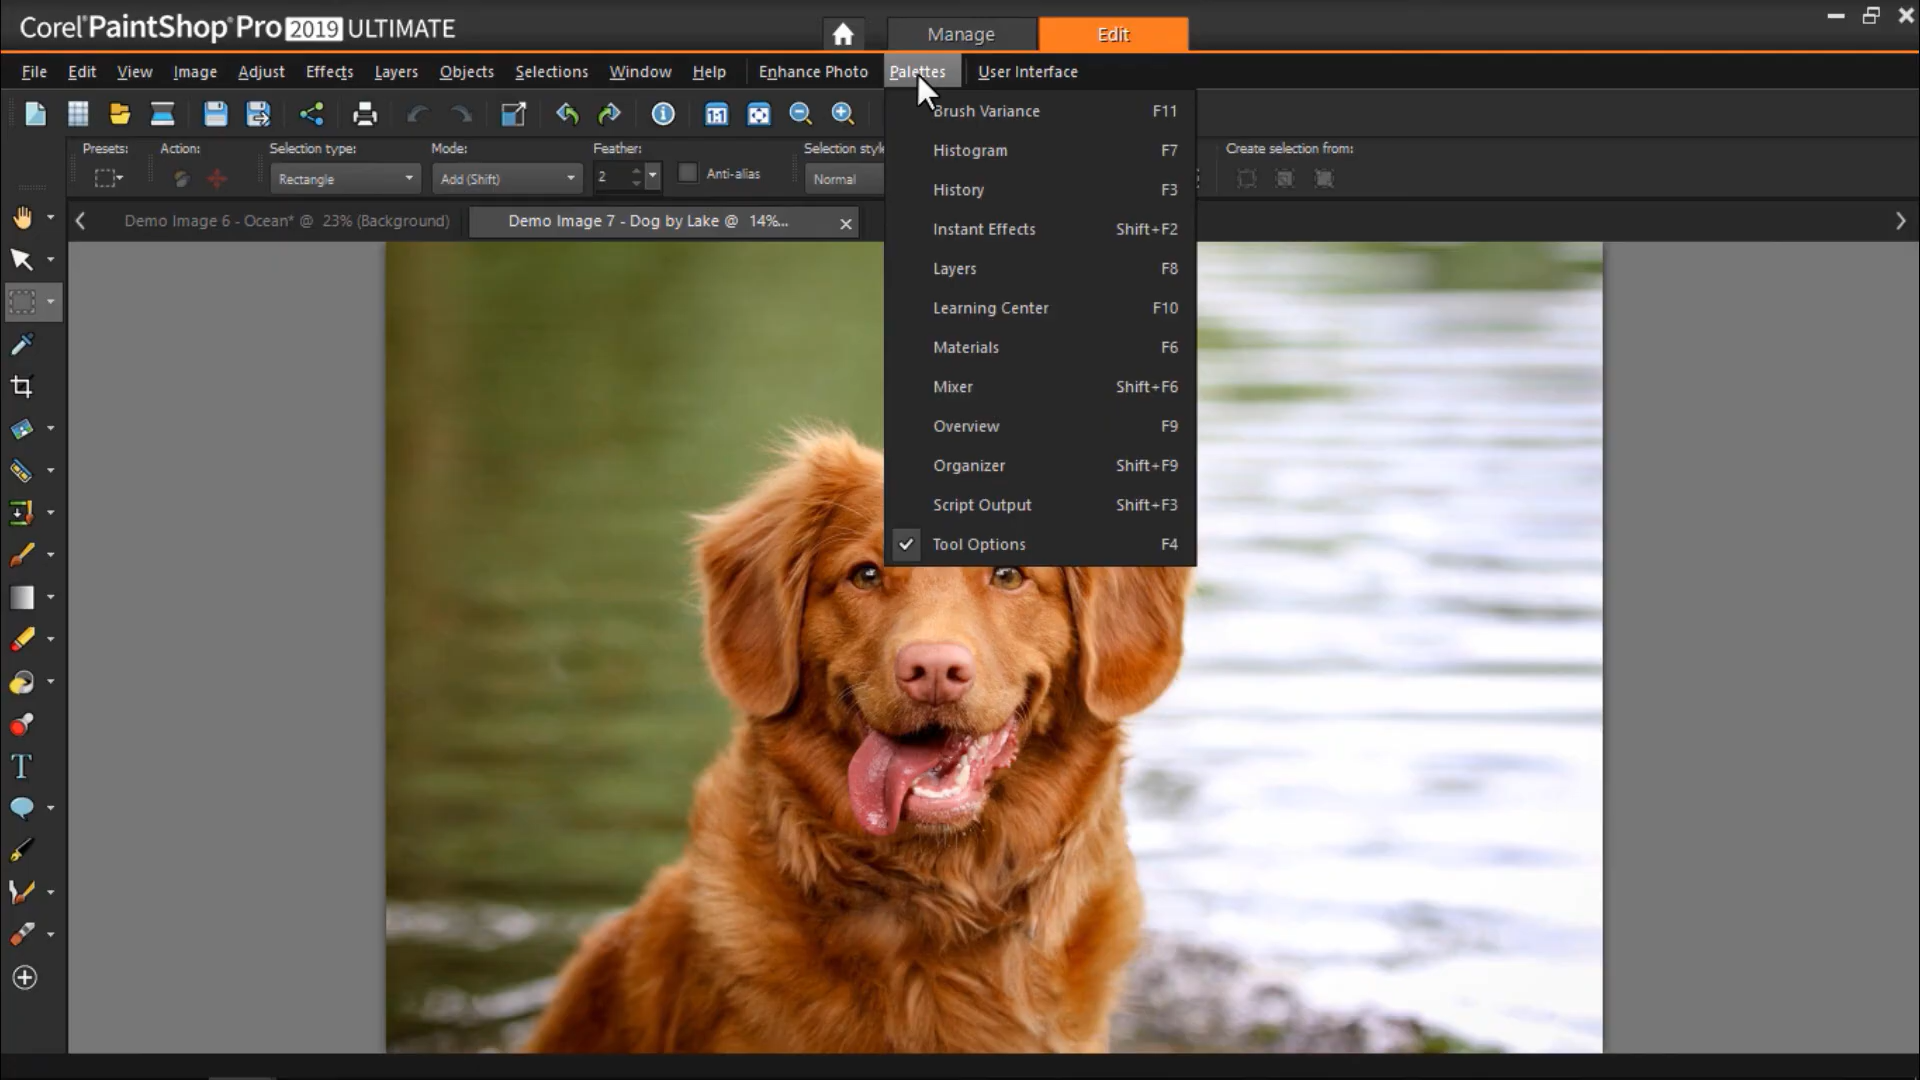 Corel PaintShop Pro 2019 ULTIMATE
Manage
Edit
File Edit View Image Adjust Effects Layers Objects Selections Window Help Enhance Photo Palettes User Interface
Presets: Action: Selection type: Mode: Feather: Selection style Create selection from:
Rectangle Add (Shift) 2 Anti-alias Normal
1:1
Demo Image 6 - Ocean* @ 23% (Background)
Demo Image 7 - Dog by Lake @ 14%...
Brush Variance F11
Histogram F7
History F3
Instant Effects Shift+F2
Layers F8
Learning Center F10
Materials F6
Mixer Shift+F6
Overview F9
Organizer Shift+F9
Script Output Shift+F3
Tool Options F4